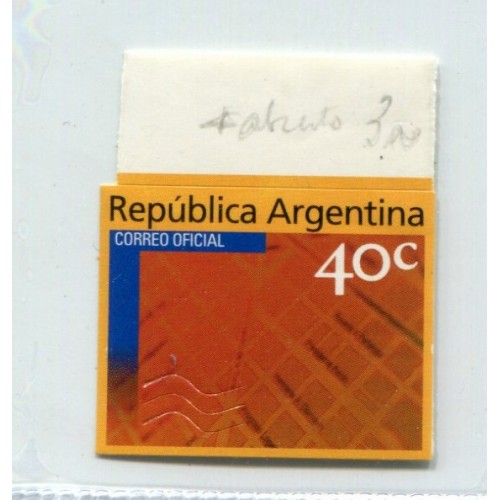 República Argentina
CORREO OFICIAL
40c